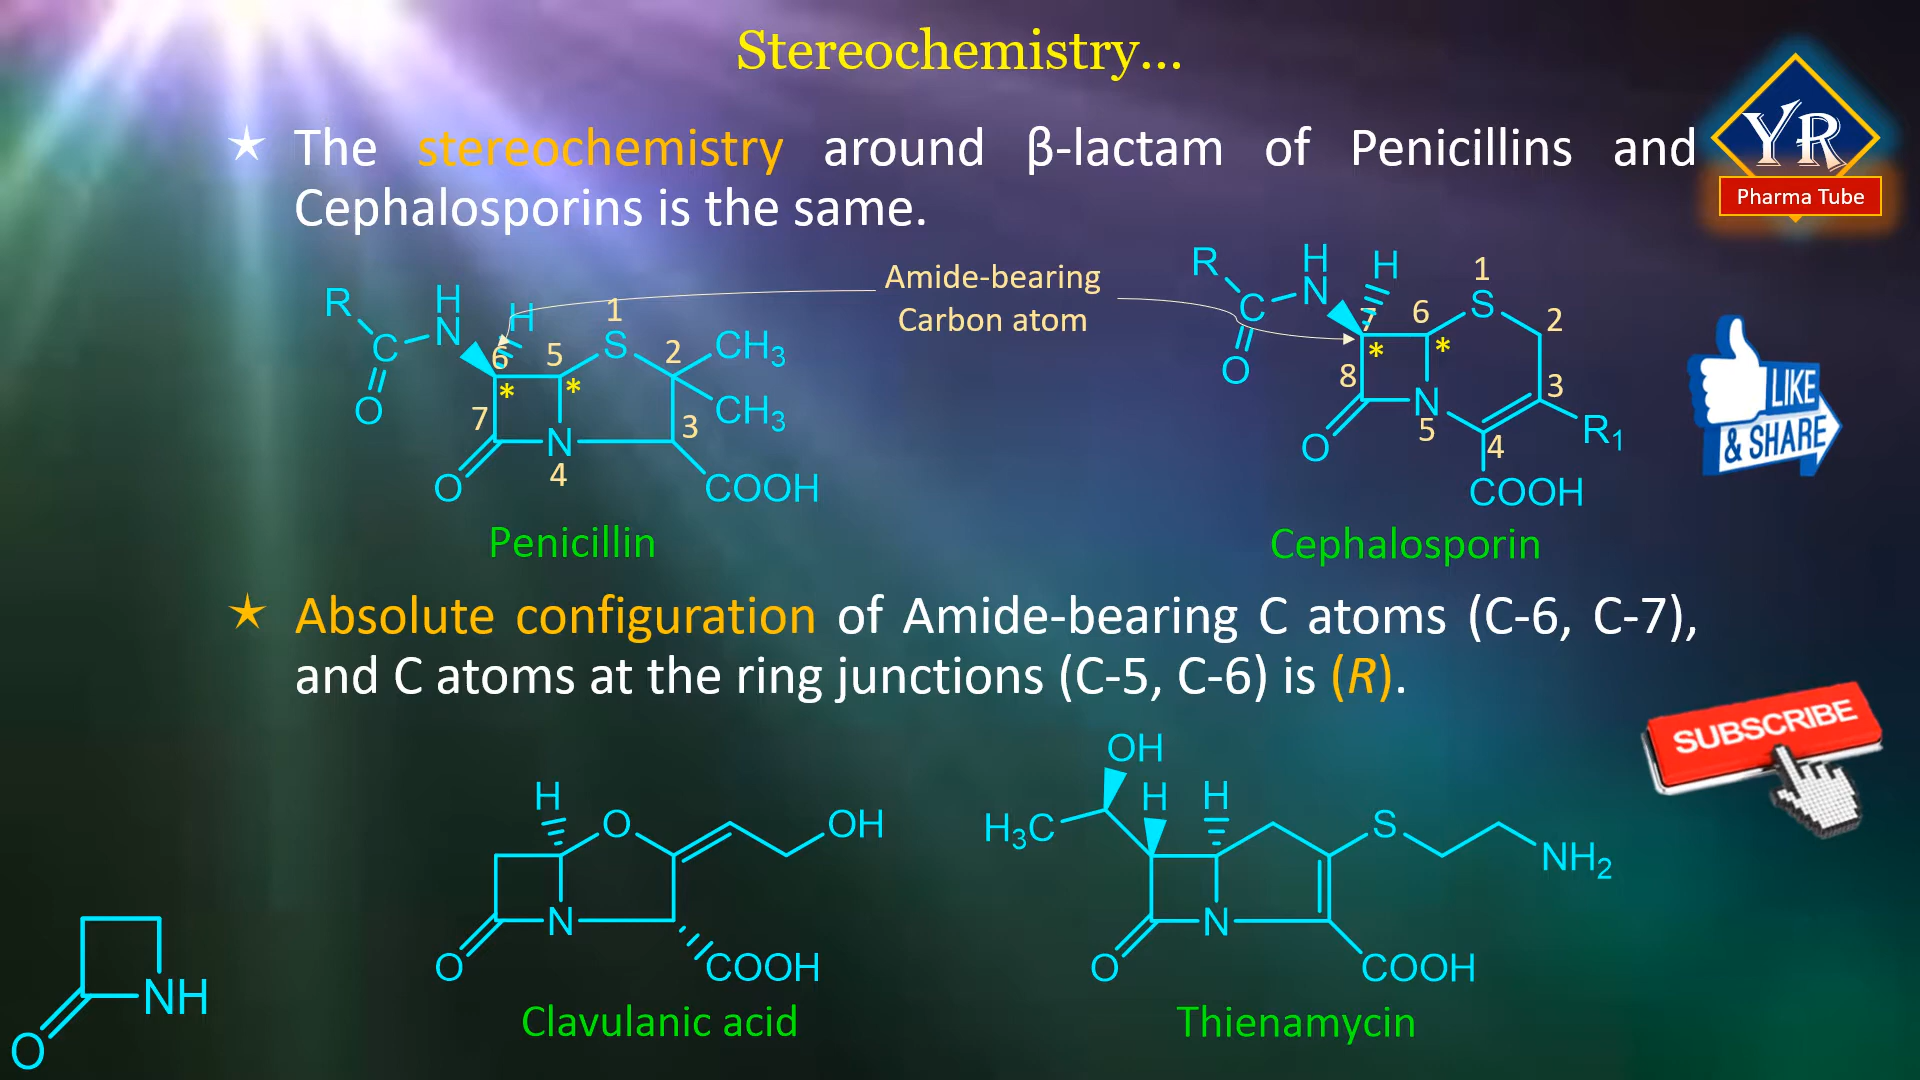 Stereochemistry...
YR
Pharma Tube
★ The stereochemistry around β-lactam of Penicillins and
Cephalosporins is the same.
Amide-bearing
Carbon atom
R
H
N
C
O
H
6
*
5
*
1
S
2
CH₃
CH₃
3
7
N
4
O
COOH
Penicillin
R
H
N
C
O
H
7
*
6
*
1
S
2
3
R₁
8
N
5
4
O
COOH
Cephalosporin
LIKE
& SHARE
★ Absolute configuration of Amide-bearing C atoms (C-6, C-7),
and C atoms at the ring junctions (C-5, C-6) is (R).
SUBSCRIBE
H
O
OH
N
O
COOH
Clavulanic acid
OH
H₃C
H
H
S
NH₂
N
O
COOH
Thienamycin
NH
O